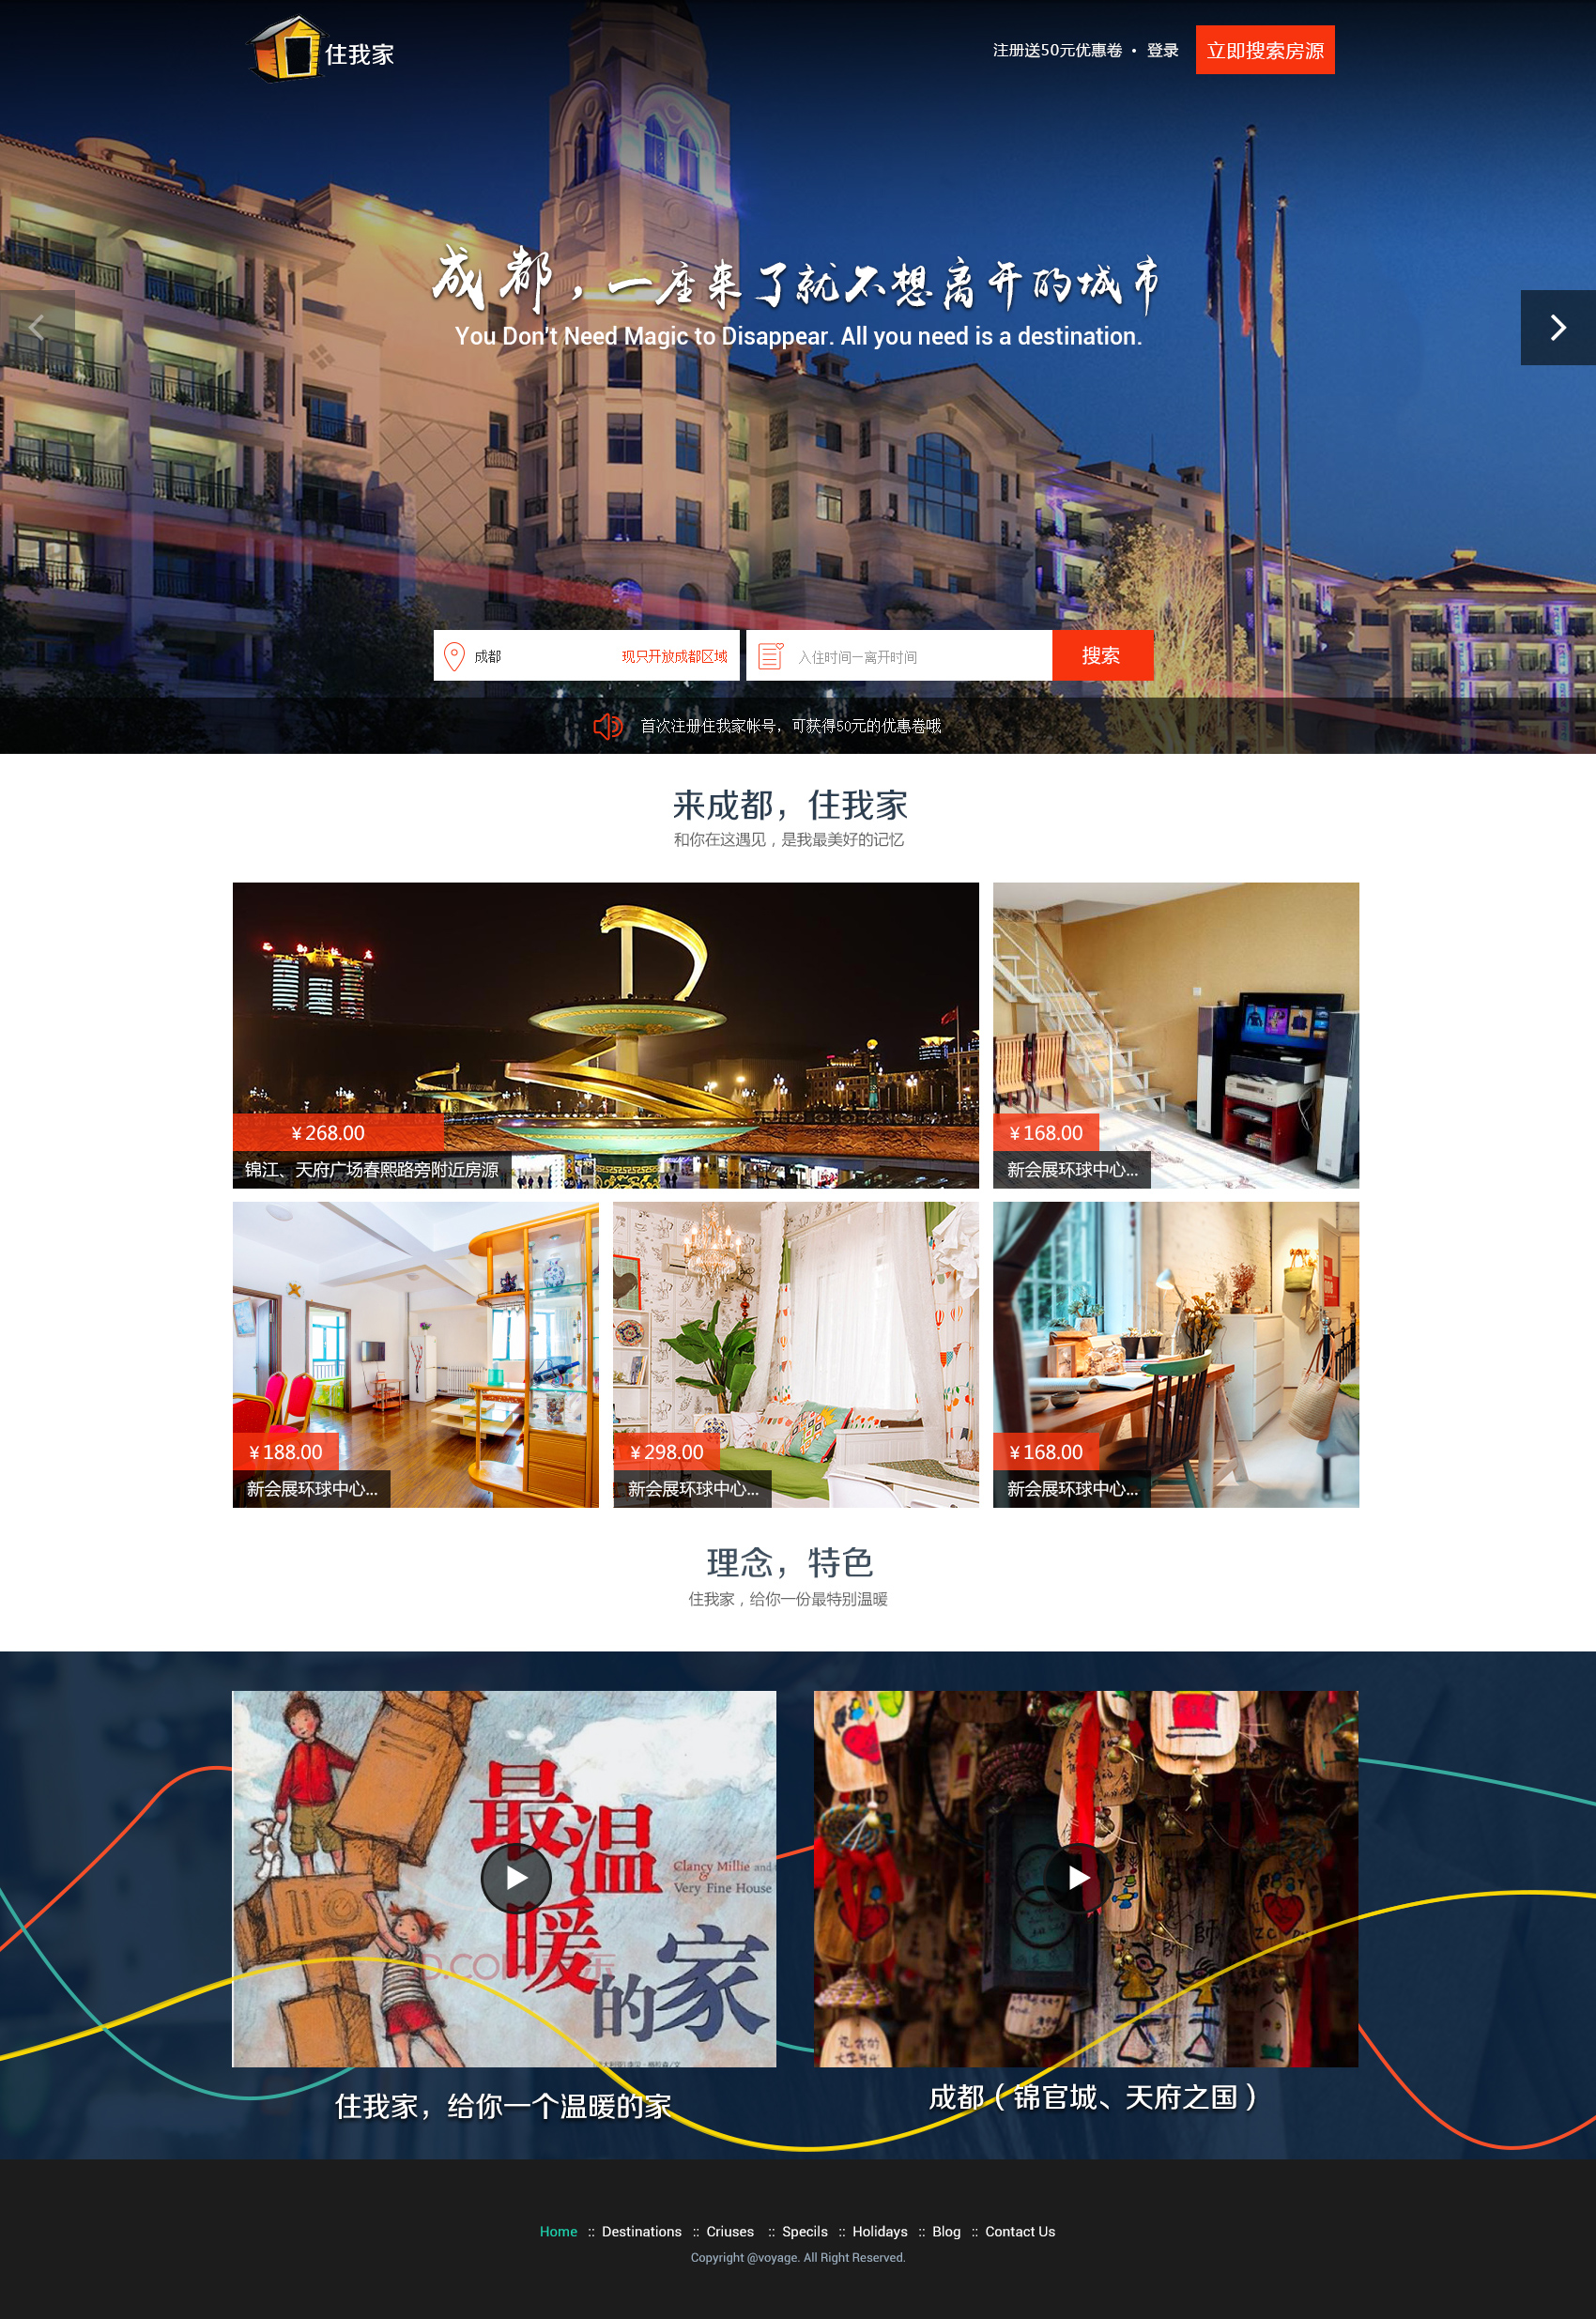 住我家
注册送50元优惠卷 • 登录
立即搜索房源
成都，一座来了就不想离开的城市
You Don't Need Magic to Disappear. All you need is a destination.
成都
现只开放成都区域
入住时间—离开时间
搜索
首次注册住我家帐号，可获得50元的优惠卷哦
来成都，住我家
和你在这遇见，是我最美好的记忆
¥268.00
锦江、天府广场春熙路旁附近房源
¥168.00
新会展环球中心...
¥188.00
新会展环球中心...
¥298.00
新会展环球中心...
¥168.00
新会展环球中心...
理念，特色
住我家，给你一份最特别温暖
最温暖的家
Clancy Millie and
&
Very Fine House
住我家，给你一个温暖的家
成都（锦官城、天府之国）
Home :: Destinations :: Criuses :: Specils :: Holidays :: Blog :: Contact Us
Copyright @voyage. All Right Reserved.